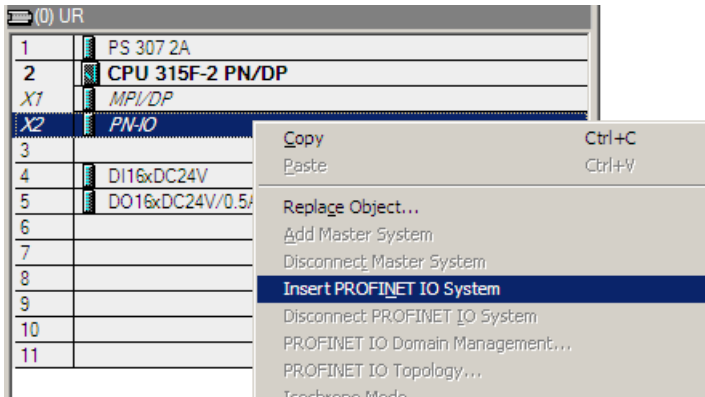 (0) UR
1 PS 307 2A
2 CPU 315F-2 PN/DP
X1 MPI/DP
X2 PN-IO
3
4 DI16xDC24V
5 DO16xDC24V/0.5A
6
7
8
9
10
11
Copy Ctrl+C
Paste Ctrl+V
Replace Object...
Add Master System
Disconnect Master System
Insert PROFINET IO System
Disconnect PROFINET IO System
PROFINET IO Domain Management...
PROFINET IO Topology...
Isochrone Mode